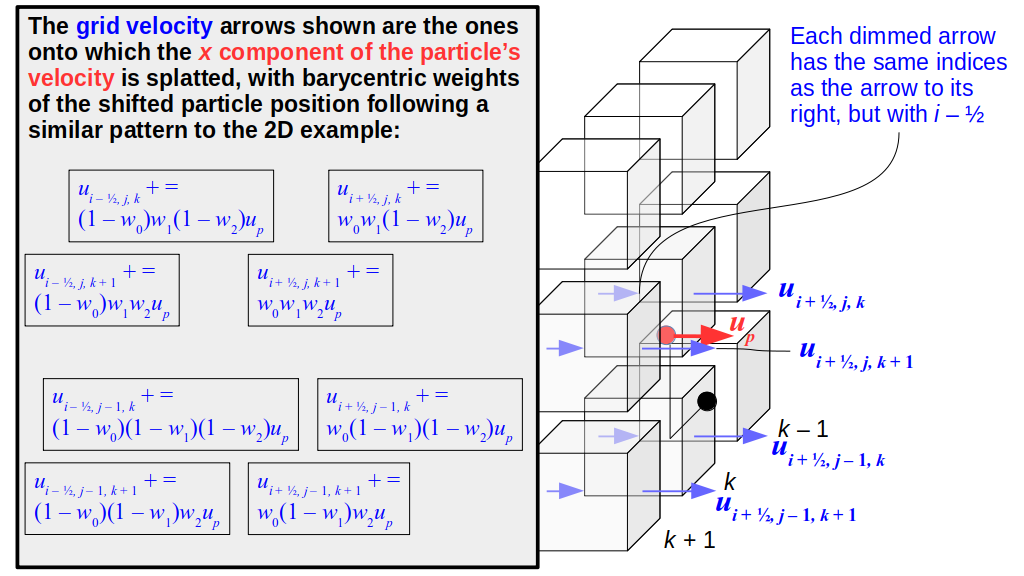 The grid velocity arrows shown are the ones
onto which the x component of the particle's
velocity is splatted, with barycentric weights
of the shifted particle position following a
similar pattern to the 2D example:
u_{i – ½, j, k} + =
(1 – w_0)w_1(1 – w_2)u_p
u_{i + ½, j, k} + =
w_0w_1(1 – w_2)u_p
u_{i – ½, j, k + 1} + =
(1 – w_0)w_1w_2u_p
u_{i + ½, j, k + 1} + =
w_0w_1w_2u_p
u_{i – ½, j – 1, k} + =
(1 – w_0)(1 – w_1)(1 – w_2)u_p
u_{i + ½, j – 1, k} + =
w_0(1 – w_1)(1 – w_2)u_p
u_{i – ½, j – 1, k + 1} + =
(1 – w_0)(1 – w_1)w_2u_p
u_{i + ½, j – 1, k + 1} + =
w_0(1 – w_1)w_2u_p
Each dimmed arrow
has the same indices
as the arrow to its
right, but with i – ½
u_{i + ½, j, k}
u_p
u_{i + ½, j, k + 1}
k – 1
u_{i + ½, j – 1, k}
k
u_{i + ½, j – 1, k + 1}
k + 1